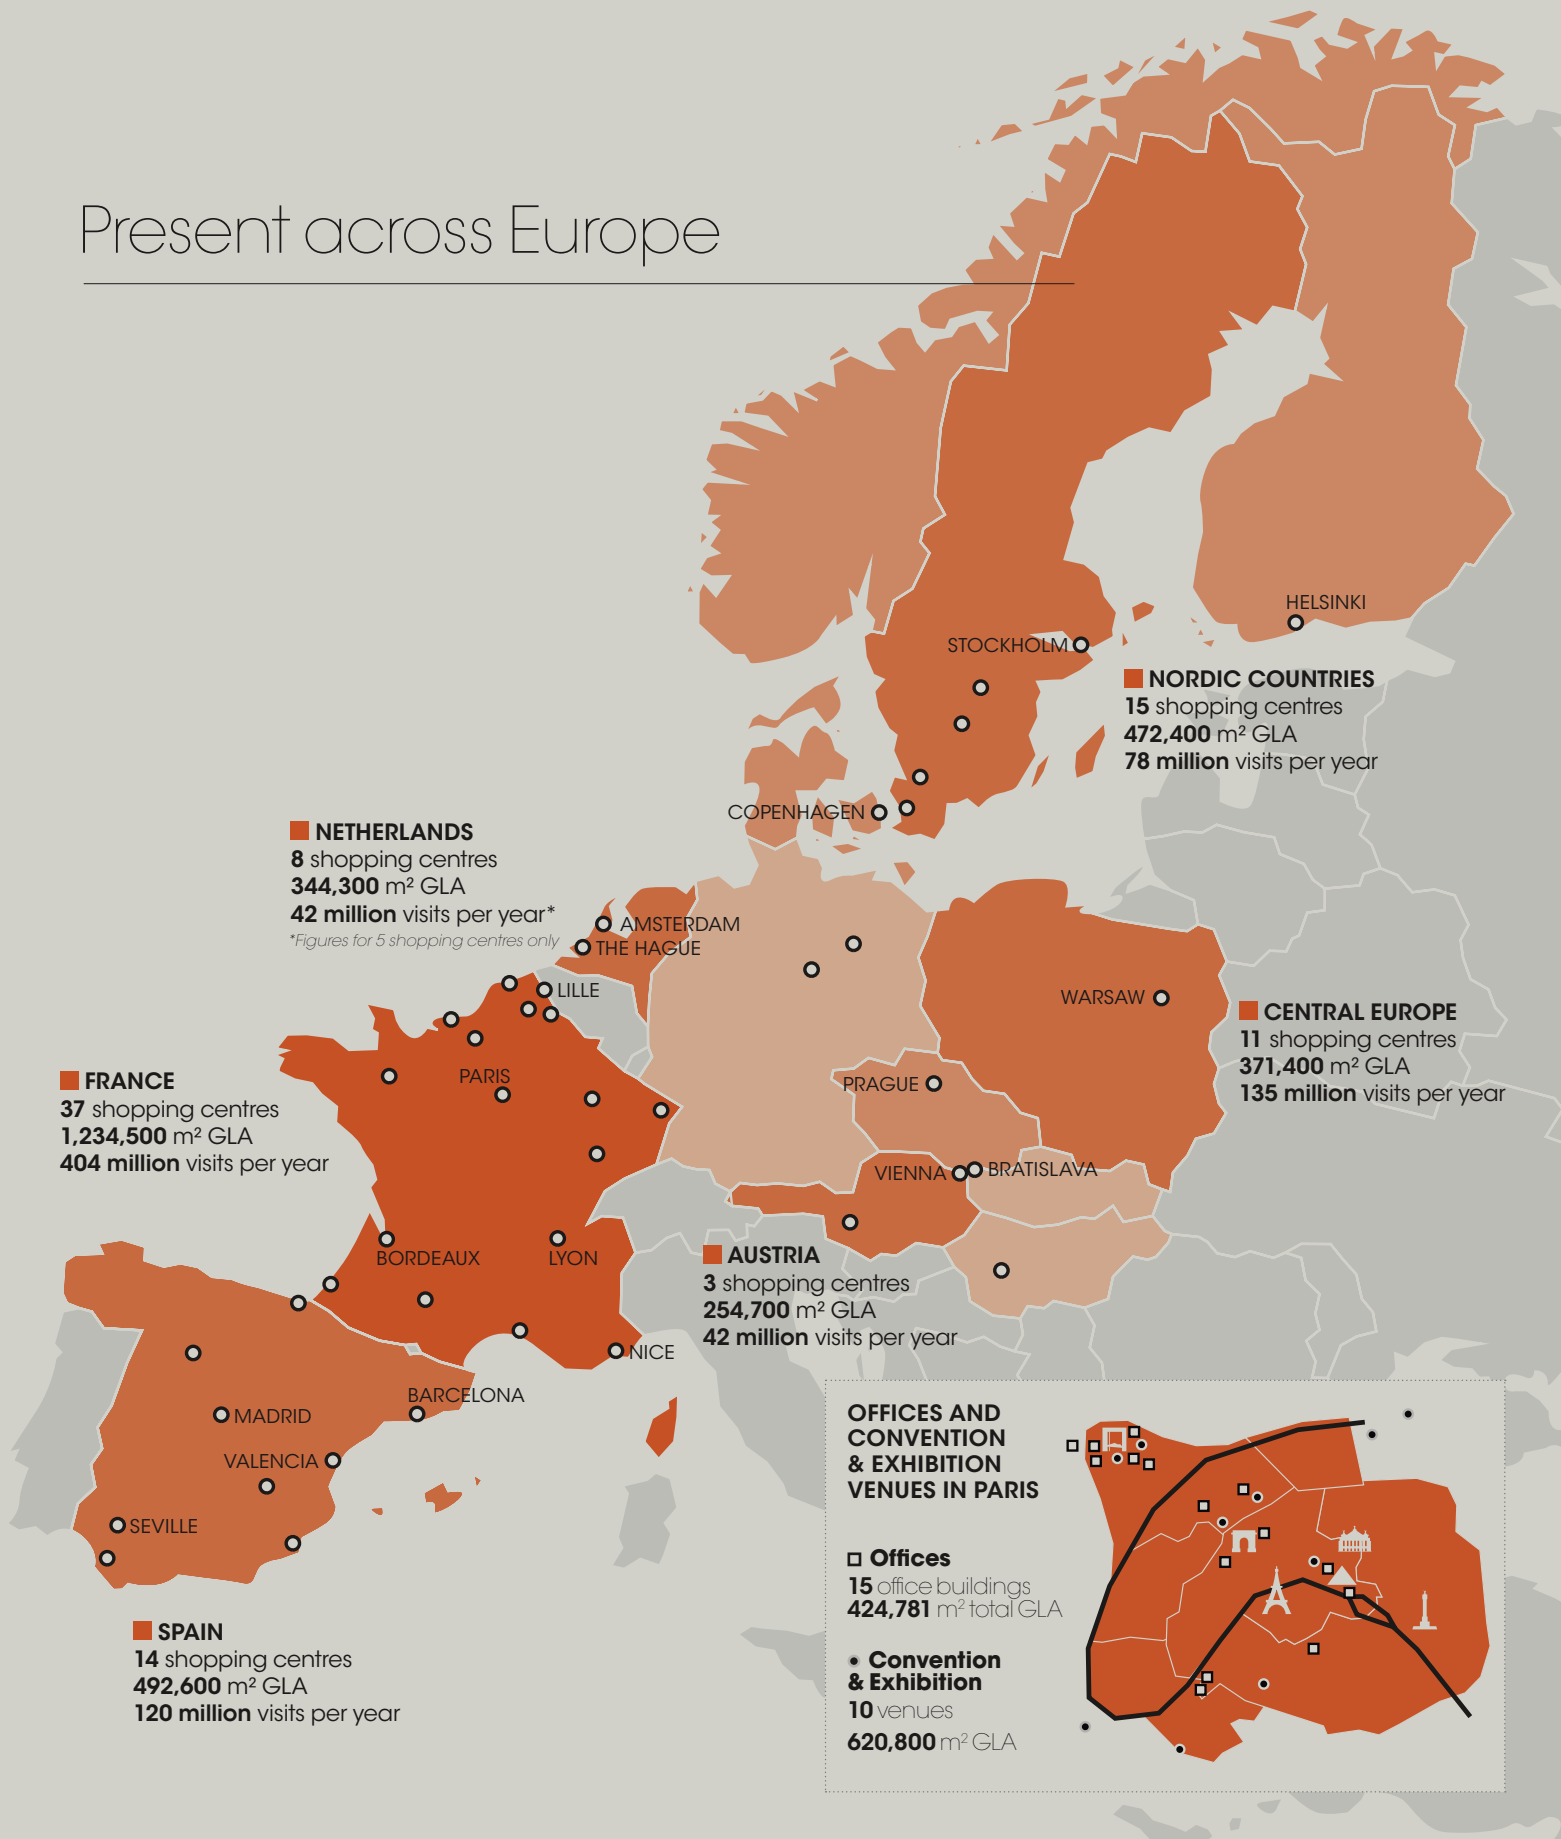 Present across Europe
HELSINKI
STOCKHOLM
NORDIC COUNTRIES
15 shopping centres
472,400 m² GLA
78 million visits per year
COPENHAGEN
NETHERLANDS
8 shopping centres
344,300 m² GLA
42 million visits per year*
*Figures for 5 shopping centres only
AMSTERDAM
THE HAGUE
LILLE
WARSAW
CENTRAL EUROPE
11 shopping centres
371,400 m² GLA
135 million visits per year
PRAGUE
PARIS
FRANCE
37 shopping centres
1,234,500 m² GLA
404 million visits per year
VIENNA
BRATISLAVA
BORDEAUX
LYON
AUSTRIA
3 shopping centres
254,700 m² GLA
42 million visits per year
NICE
BARCELONA
MADRID
VALENCIA
SEVILLE
SPAIN
14 shopping centres
492,600 m² GLA
120 million visits per year
OFFICES AND
CONVENTION
& EXHIBITION
VENUES IN PARIS
Offices
15 office buildings
424,781 m² total GLA
Convention
& Exhibition
10 venues
620,800 m² GLA